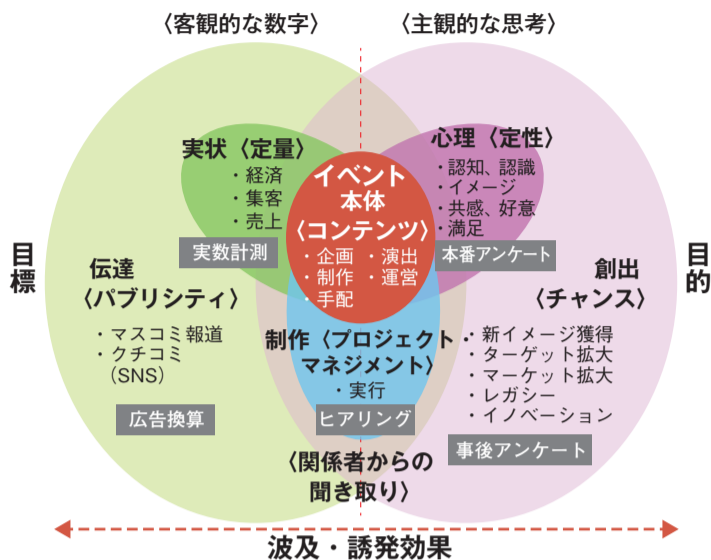 〈客観的な数字〉
〈主観的な思考〉
実状〈定量〉
・経済
・集客
・売上
実数計測
心理〈定性〉
・認知、認識
・イメージ
・共感、好意
・満足
本番アンケート
イベント
本体
〈コンテンツ〉
・企画 ・演出
・制作 ・運営
・手配
目標
伝達
〈パブリシティ〉
・マスコミ報道
・クチコミ
（SNS）
広告換算
目的
創出
〈チャンス〉
・新イメージ獲得
・ターゲット拡大
・マーケット拡大
・レガシー
・イノベーション
事後アンケート
制作〈プロジェクト・
マネジメント〉
・実行
ヒアリング
〈関係者からの
聞き取り〉
波及・誘発効果